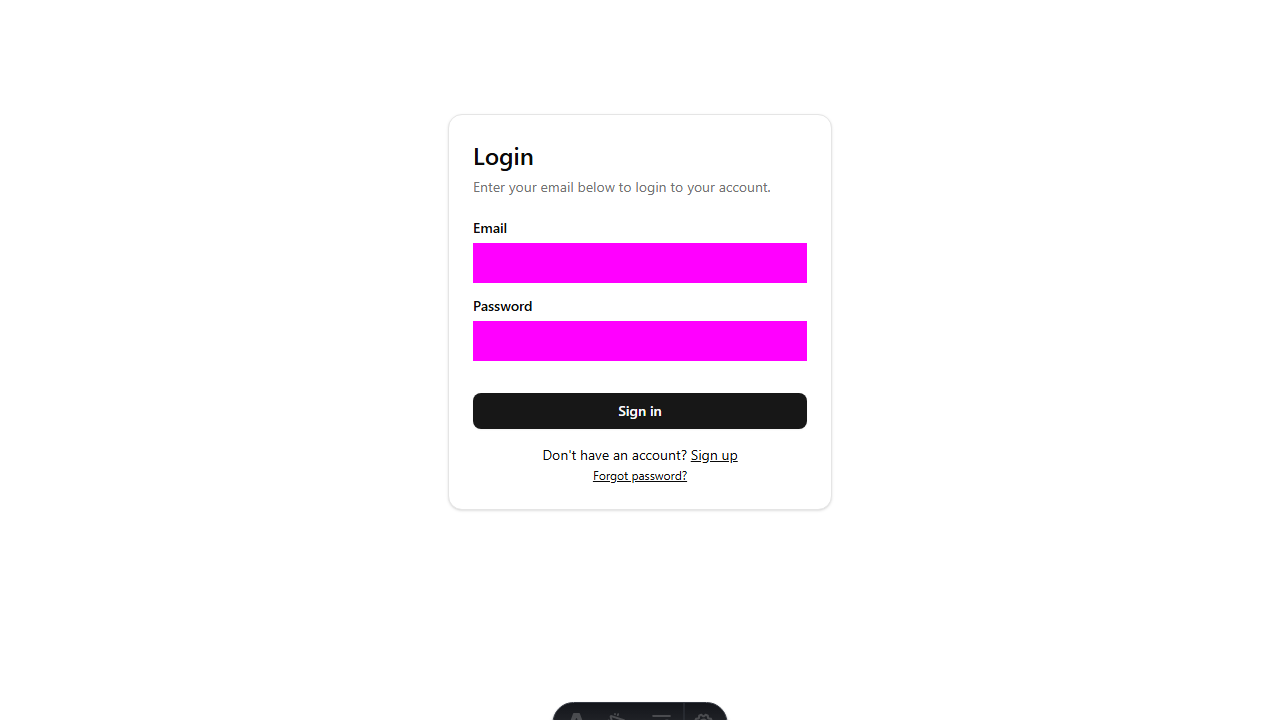 Login
Enter your email below to login to your account.
Email
Password
Sign in
Don't have an account? Sign up
Forgot password?